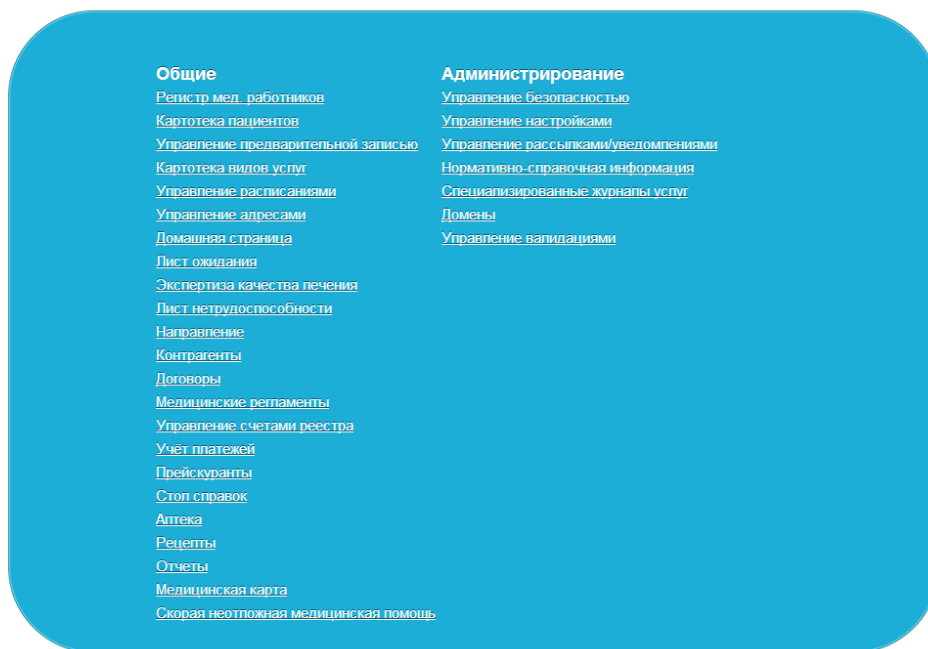 Общие
Регистр мед. работников
Картотека пациентов
Управление предварительной записью
Картотека видов услуг
Управление расписаниями
Управление адресами
Домашняя страница
Лист ожидания
Экспертиза качества лечения
Лист нетрудоспособности
Направление
Контрагенты
Договоры
Медицинские регламенты
Управление счетами реестра
Учёт платежей
Прейскуранты
Стол справок
Аптека
Рецепты
Отчеты
Медицинская карта
Скорая неотложная медицинская помощь
Администрирование
Управление безопасностью
Управление настройками
Управление рассылками/уведомлениями
Нормативно-справочная информация
Специализированные журналы услуг
Домены
Управление валидациями